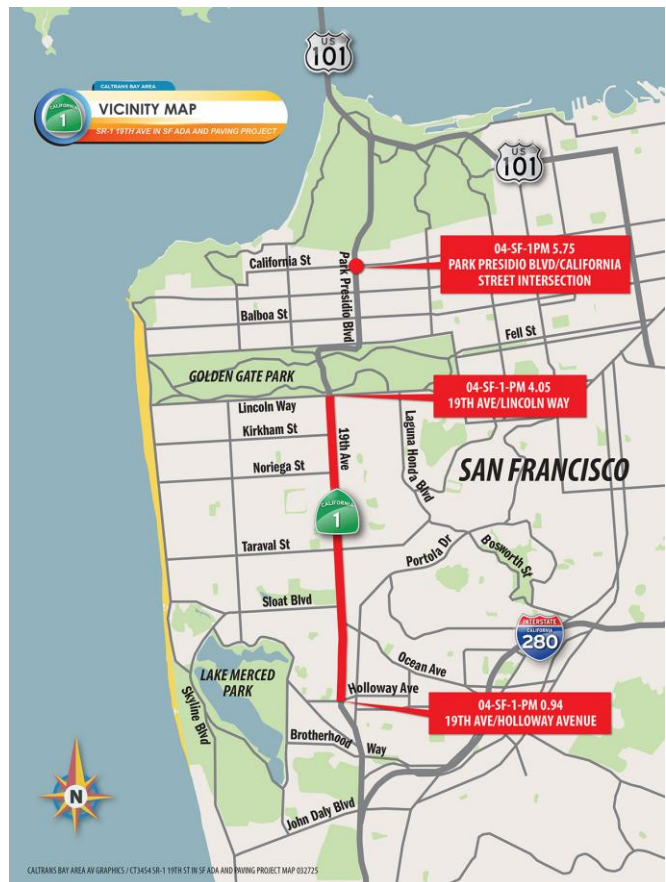 US
101
CALTRANS BAY AREA
CALIFORNIA
1
VICINITY MAP
SR-1 19TH AVE IN SF ADA AND PAVING PROJECT
US
101
04-SF-1PM 5.75
PARK PRESIDIO BLVD/CALIFORNIA
STREET INTERSECTION
California St
Park Presidio Blvd
Balboa St
Fell St
GOLDEN GATE PARK
04-SF-1-PM 4.05
19TH AVE/LINCOLN WAY
Lincoln Way
Kirkham St
19th Ave
Laguna Honda Blvd
Noriega St
SAN FRANCISCO
CALIFORNIA
1
Taraval St
Portola Dr
Bosworth St
Sloat Blvd
INTERSTATE
CALIFORNIA
280
Ocean Ave
LAKE MERCED
PARK
Holloway Ave
04-SF-1-PM 0.94
19TH AVE/HOLLOWAY AVENUE
Skyline Blvd
Brotherhood Way
John Daly Blvd
N
CALTRANS BAY AREA AV GRAPHICS / CT3454 SR-1 19TH ST IN SF ADA AND PAVING PROJECT MAP 032725